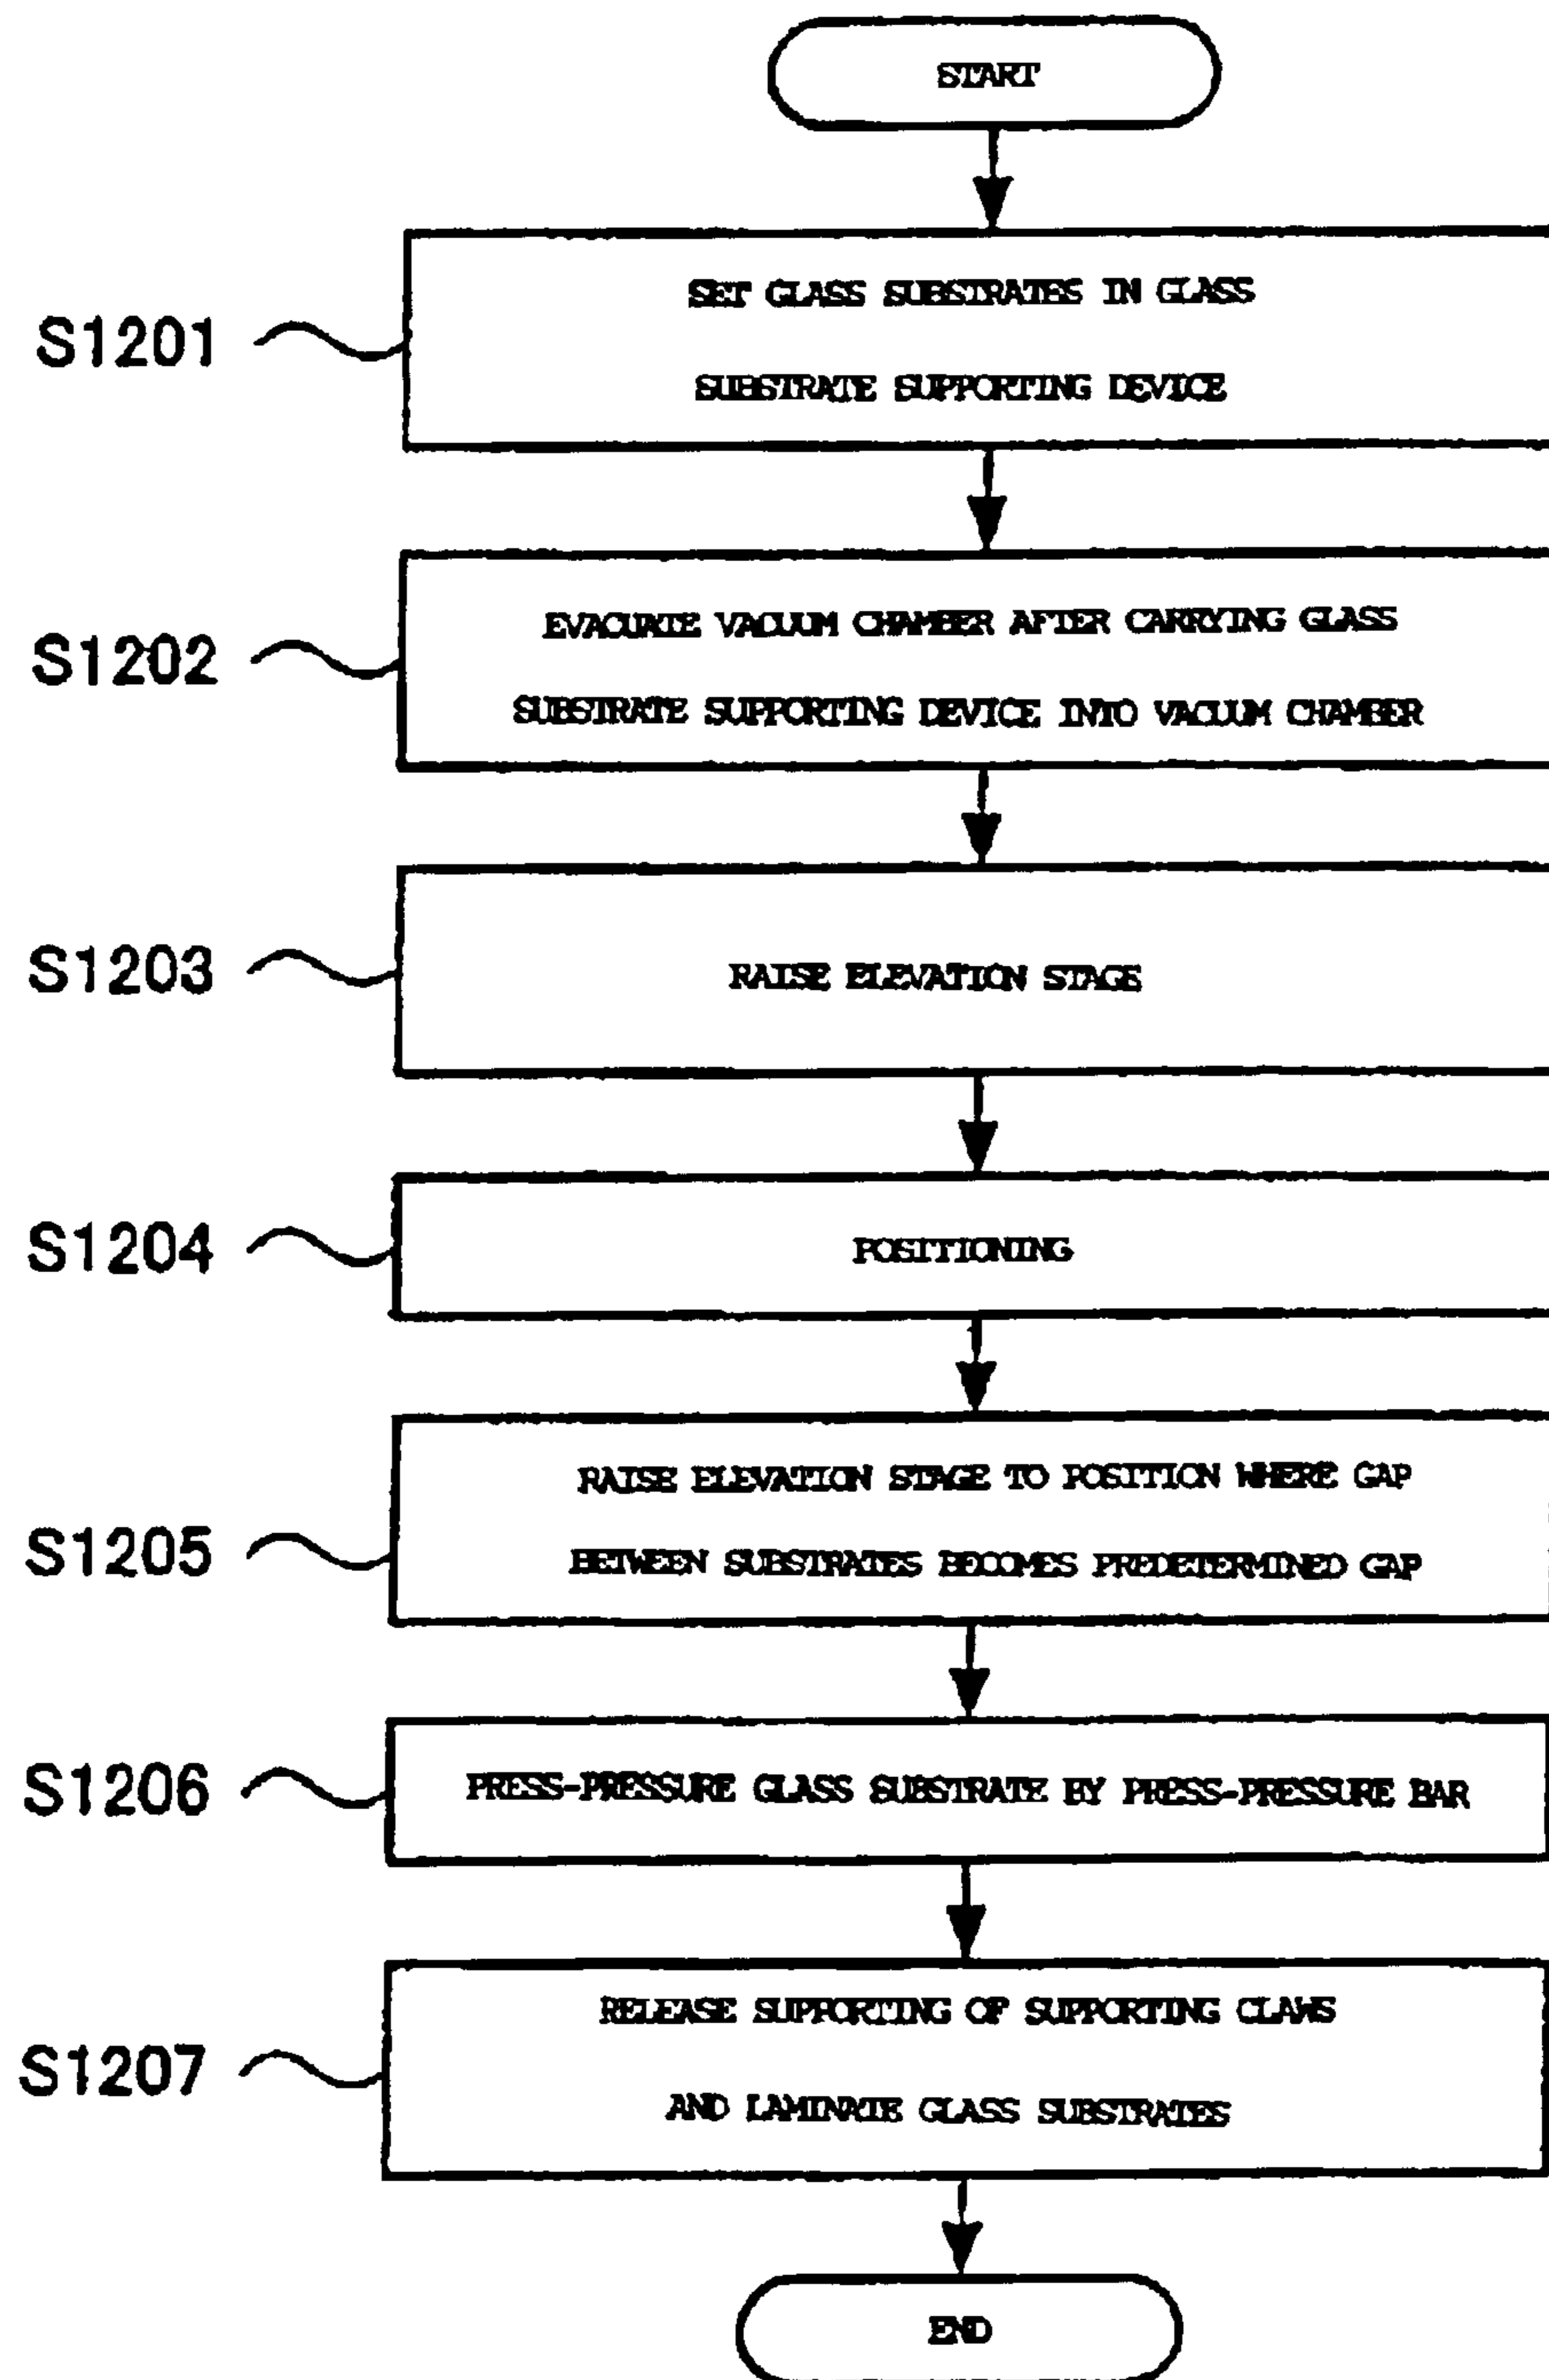 START
S1201
SET GLASS SUBSTRATES IN GLASS
SUBSTRATE SUPPORTING DEVICE
S1202
EVACUATE VACUUM CHAMBER AFTER CARRYING GLASS
SUBSTRATE SUPPORTING DEVICE INTO VACUUM CHAMBER
S1203
RAISE ELEVATION STAGE
S1204
POSITIONING
S1205
RAISE ELEVATION STAGE TO POSITION WHERE GAP
BETWEEN SUBSTRATES BECOMES PREDETERMINED GAP
S1206
PRESS-PRESSURE GLASS SUBSTRATE BY PRESS-PRESSURE BAR
S1207
RELEASE SUPPORTING OF SUPPORTING CLAWS
AND LAMINATE GLASS SUBSTRATES
END